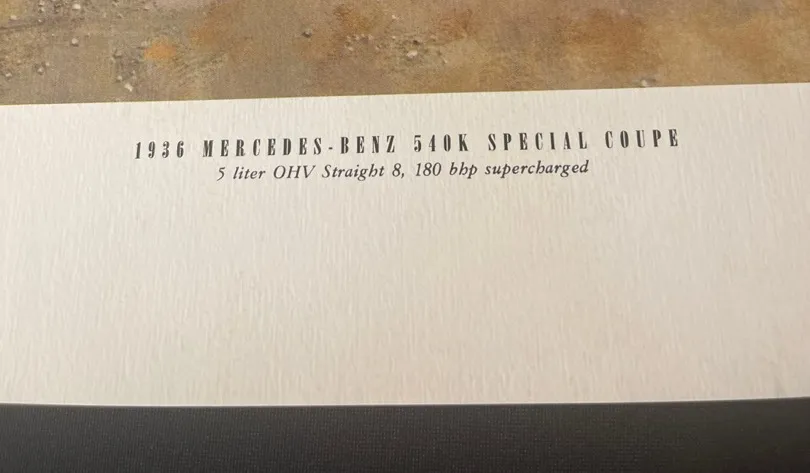 1936 MERCEDES-BENZ 540K SPECIAL COUPE
5 liter OHV Straight 8, 180 bhp supercharged